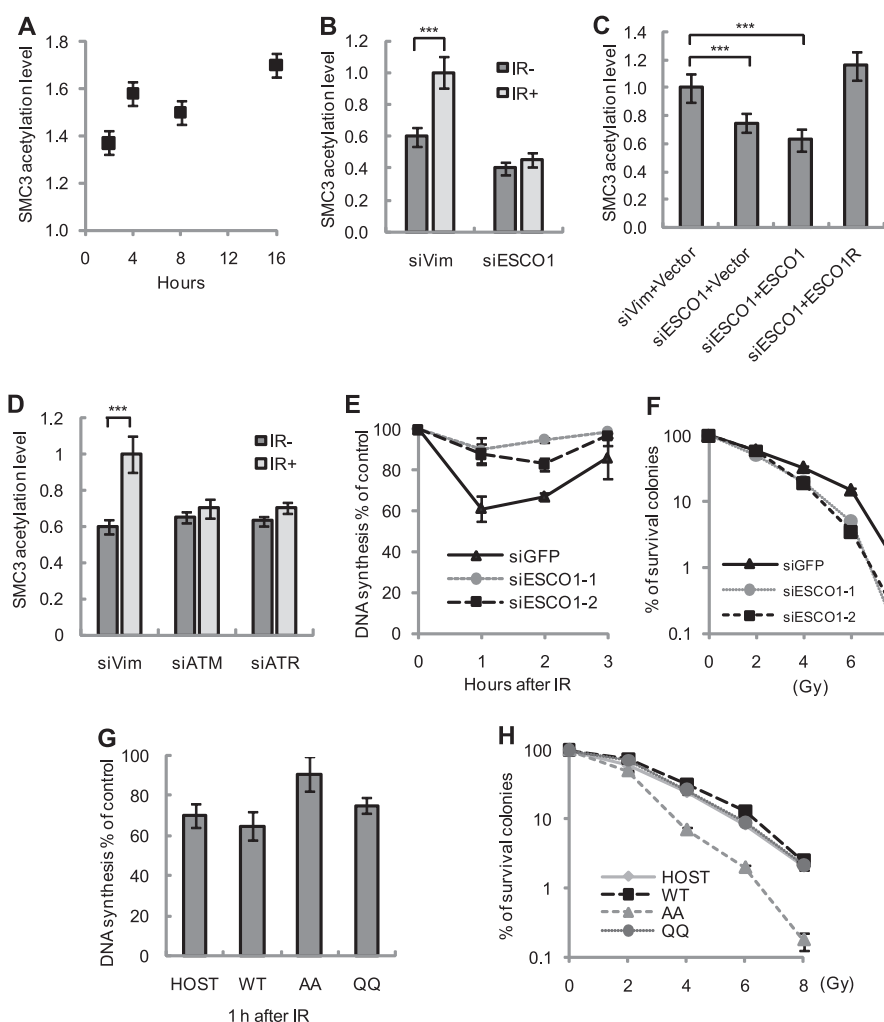 A
SMC3 acetylation level
1.8
1.6
1.4
1.2
1.0
0 4 8 12 16
Hours
B
SMC3 acetylation level
1.2
1.0
0.8
0.6
0.4
0.2
0.0
***
IR-
IR+
siVim siESCO1
C
SMC3 acetylation level
1.4
1.2
1.0
0.8
0.6
0.4
0.2
0.0
***
***
siVim+Vector
siESCO1+Vector
siESCO1+ESCO1
siESCO1+ESCO1R
D
SMC3 acetylation level
1.2
1
0.8
0.6
0.4
0.2
0
***
IR-
IR+
siVim siATM siATR
E
DNA synthesis % of control
100
80
60
40
20
0
siGFP
siESCO1-1
siESCO1-2
0 1 2 3
Hours after IR
F
% of survival colonies
100
10
1
0.1
siGFP
siESCO1-1
siESCO1-2
0 2 4 6
(Gy)
G
DNA synthesis % of control
100
80
60
40
20
0
HOST WT AA QQ
1 h after IR
H
% of survival colonies
100
10
1
0.1
HOST
WT
AA
QQ
0 2 4 6 8 (Gy)